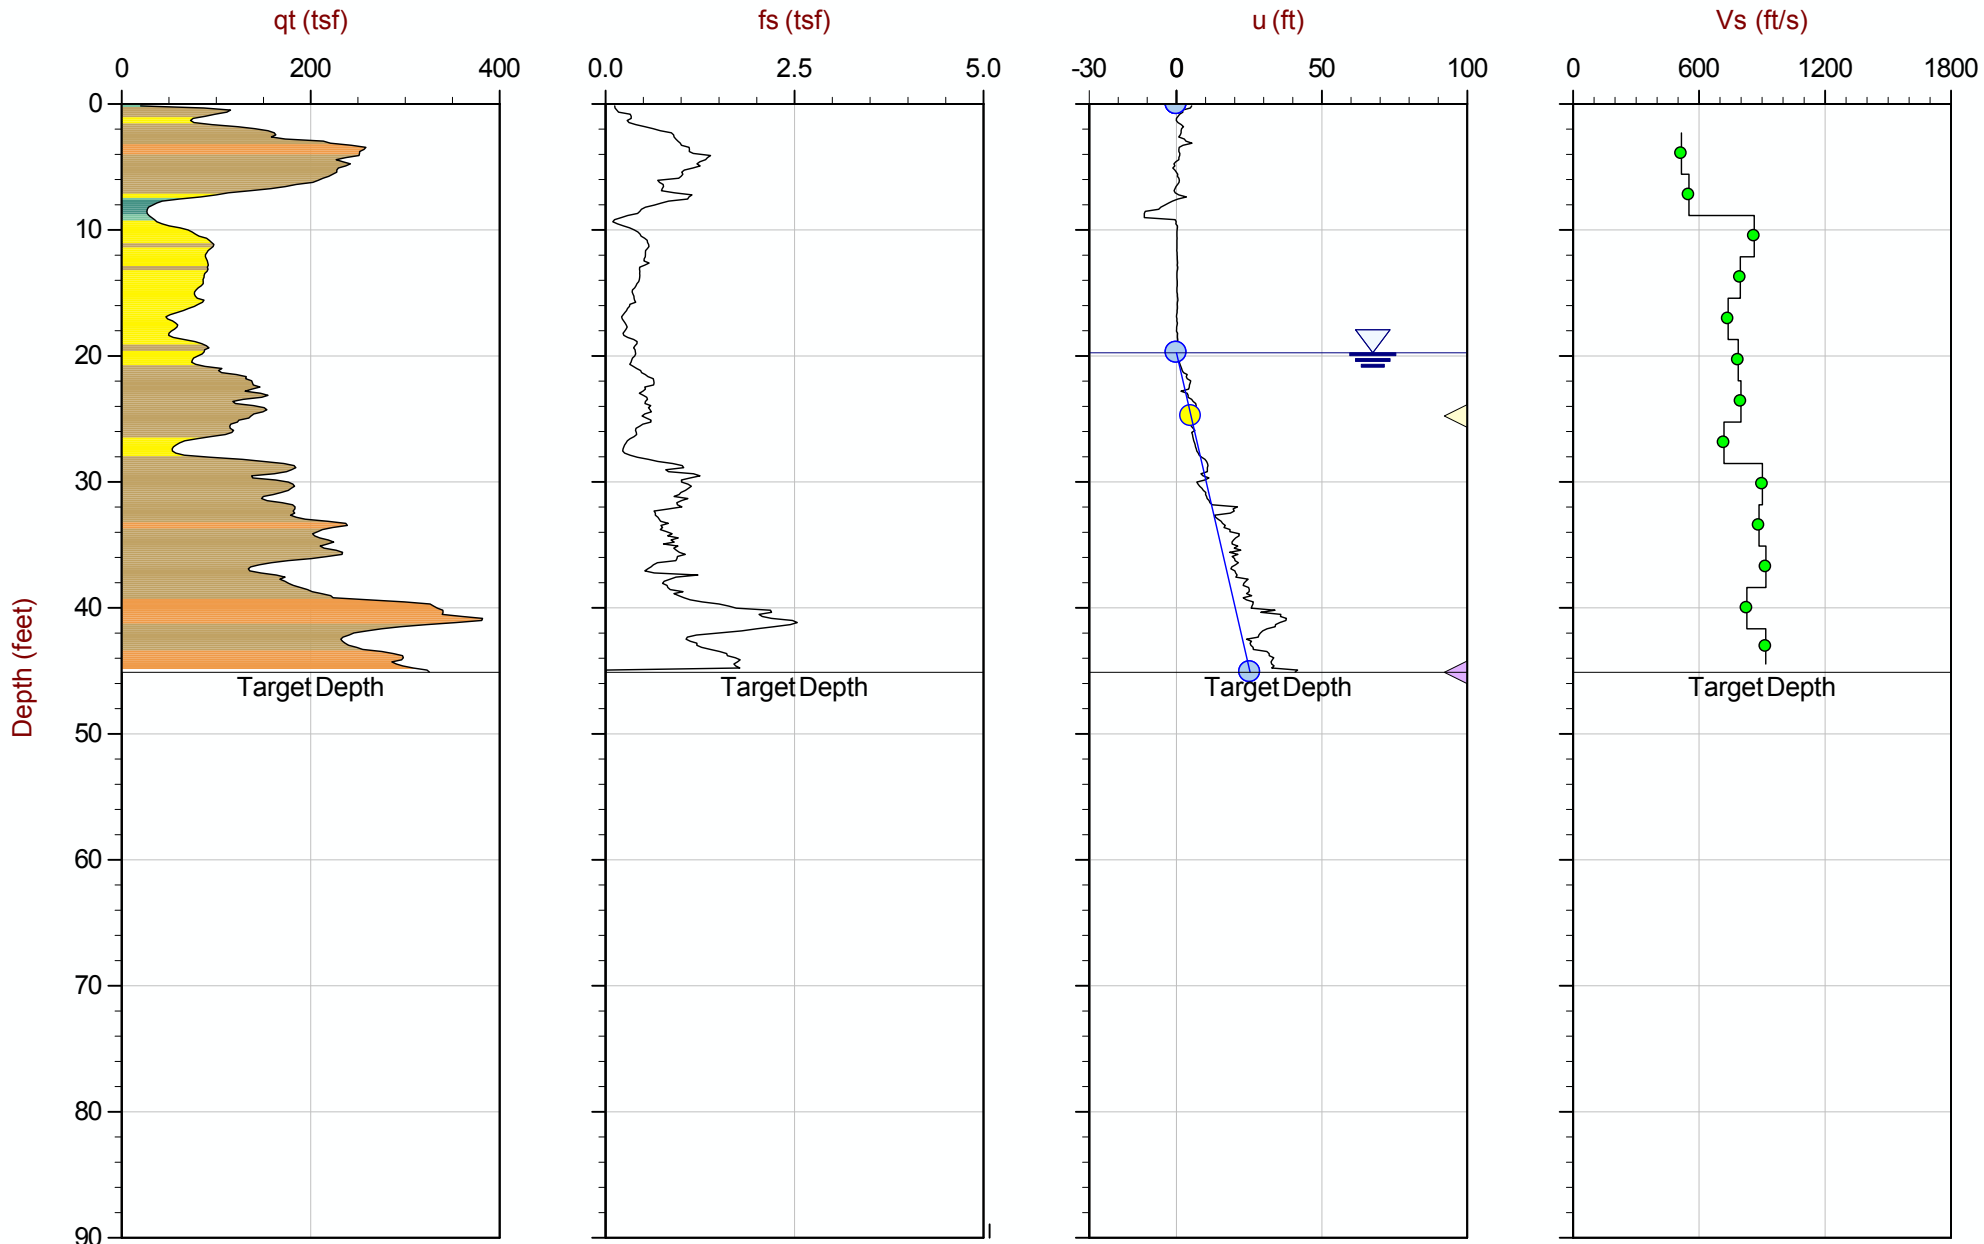 qt (tsf) fs (tsf) u (ft) Vs (ft/s)
0 200 400 0.0 2.5 5.0 -30 0 50 100 0 600 1200 1800
0
10
20
30
40
Target Depth Target Depth Target Depth Target Depth
50
60
70
80
90
Depth (feet)